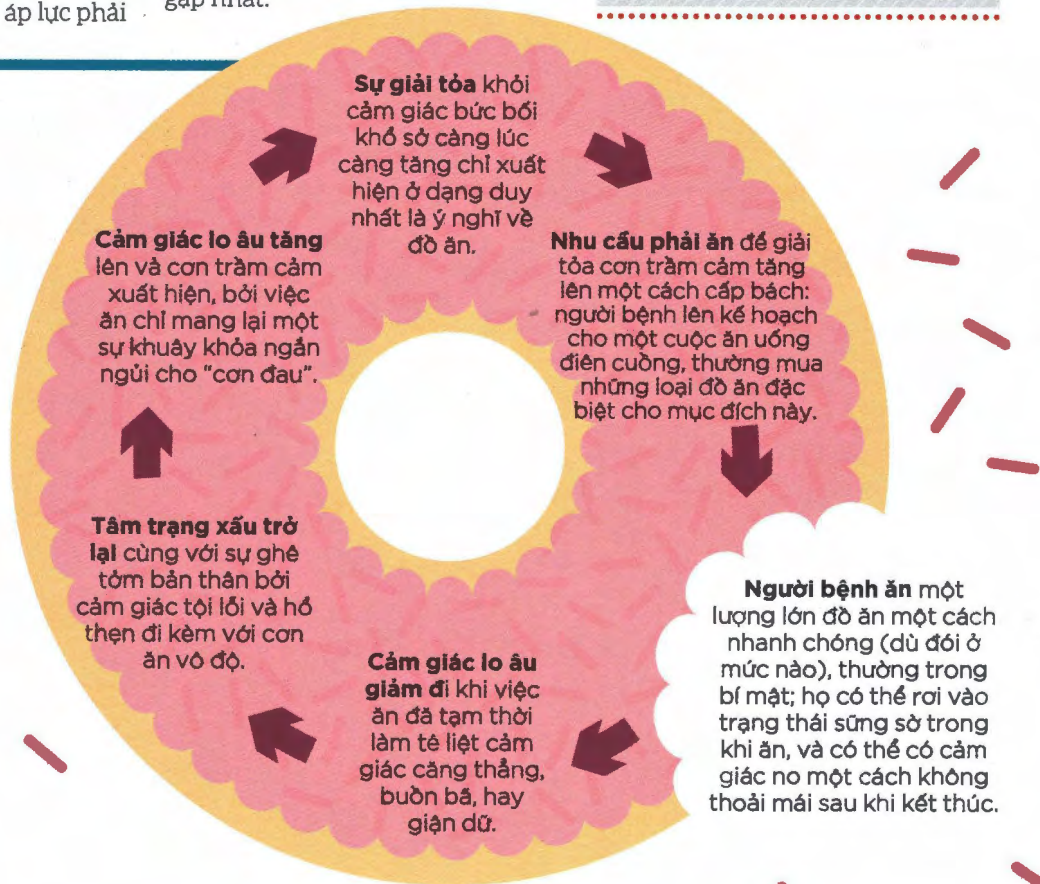 áp lực phải
gấp nhất.
Sự giải tỏa khỏi
cảm giác bức bối
khổ sở càng lúc
càng tăng chỉ xuất
hiện ở dạng duy
nhất là ý nghĩ về
đồ ăn.
Nhu cầu phải ăn để giải
tỏa cơn trầm cảm tăng
lên một cách cấp bách:
người bệnh lên kế hoạch
cho một cuộc ăn uống
điên cuồng, thường mua
những loại đồ ăn đặc
biệt cho mục đích này.
Người bệnh ăn một
lượng lớn đồ ăn một cách
nhanh chóng (dù đói ở
mức nào), thường trong
bí mật; họ có thể rơi vào
trạng thái sững sờ trong
khi ăn, và có thể có cảm
giác no một cách không
thoải mái sau khi kết thúc.
Cảm giác lo âu
giảm đi khi việc
ăn đã tạm thời
làm tê liệt cảm
giác căng thẳng,
buồn bã, hay
giận dữ.
Tâm trạng xấu trở
lại cùng với sự ghê
tởm bản thân bởi
cảm giác tội lỗi và hổ
thẹn đi kèm với cơn
ăn vô độ.
Cảm giác lo âu tăng
lên và cơn trầm cảm
xuất hiện, bởi việc
ăn chỉ mang lại một
sự khuây khỏa ngắn
ngủi cho "cơn đau".